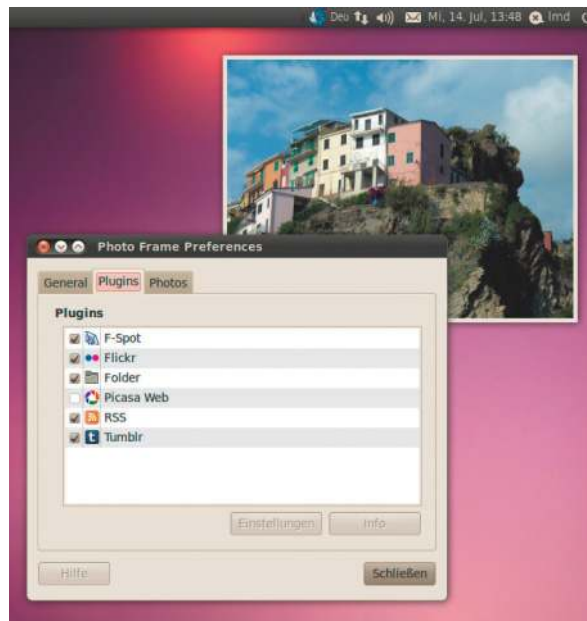 Deu Mi, 14. Jul, 13:48 lmd
Photo Frame Preferences
General Plugins Photos
Plugins
F-Spot
Flickr
Folder
Picasa Web
RSS
Tumblr
Einstellungen Info
Hilfe Schließen